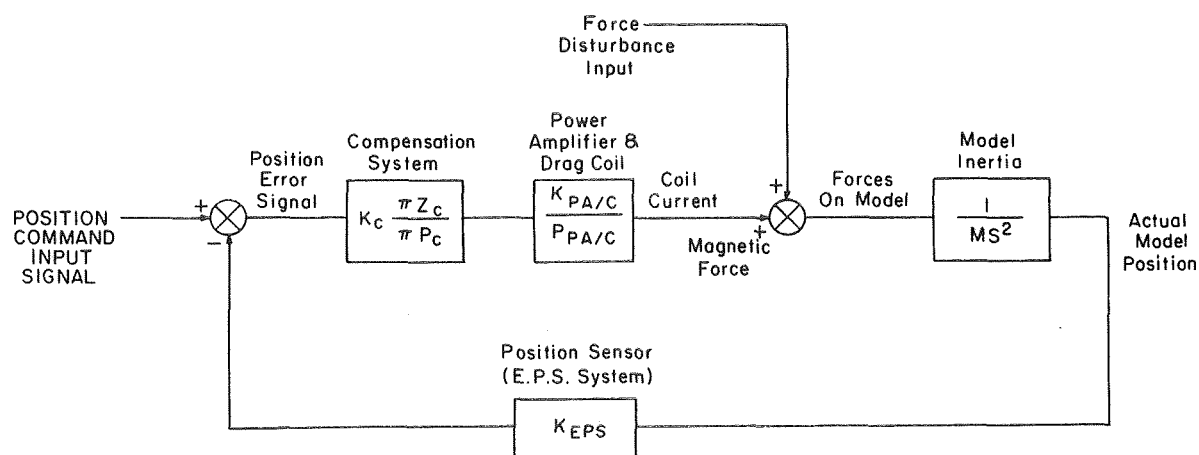 Force
Disturbance
Input
Power
Amplifier &
Drag Coil
Compensation
System
Model
Inertia
Position
Error
Signal
Coil
Current
Forces
On Model
+
+
K_C πZ_C / πP_C
K_PA/C / P_PA/C
1 / MS²
POSITION
COMMAND
INPUT
SIGNAL
−
+
Magnetic
Force
Actual
Model
Position
Position Sensor
(E.P.S. System)
K_EPS